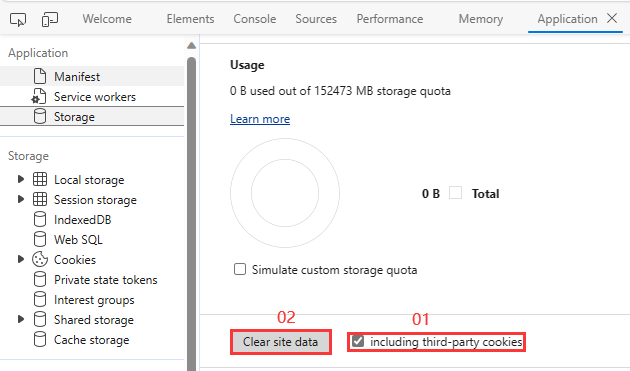 Welcome Elements Console Sources Performance Memory Application
Application
Manifest
Service workers
Storage
Storage
Local storage
Session storage
IndexedDB
Web SQL
Cookies
Private state tokens
Interest groups
Shared storage
Cache storage
Usage
0 B used out of 152473 MB storage quota
Learn more
0 B Total
Simulate custom storage quota
02 01
Clear site data including third-party cookies